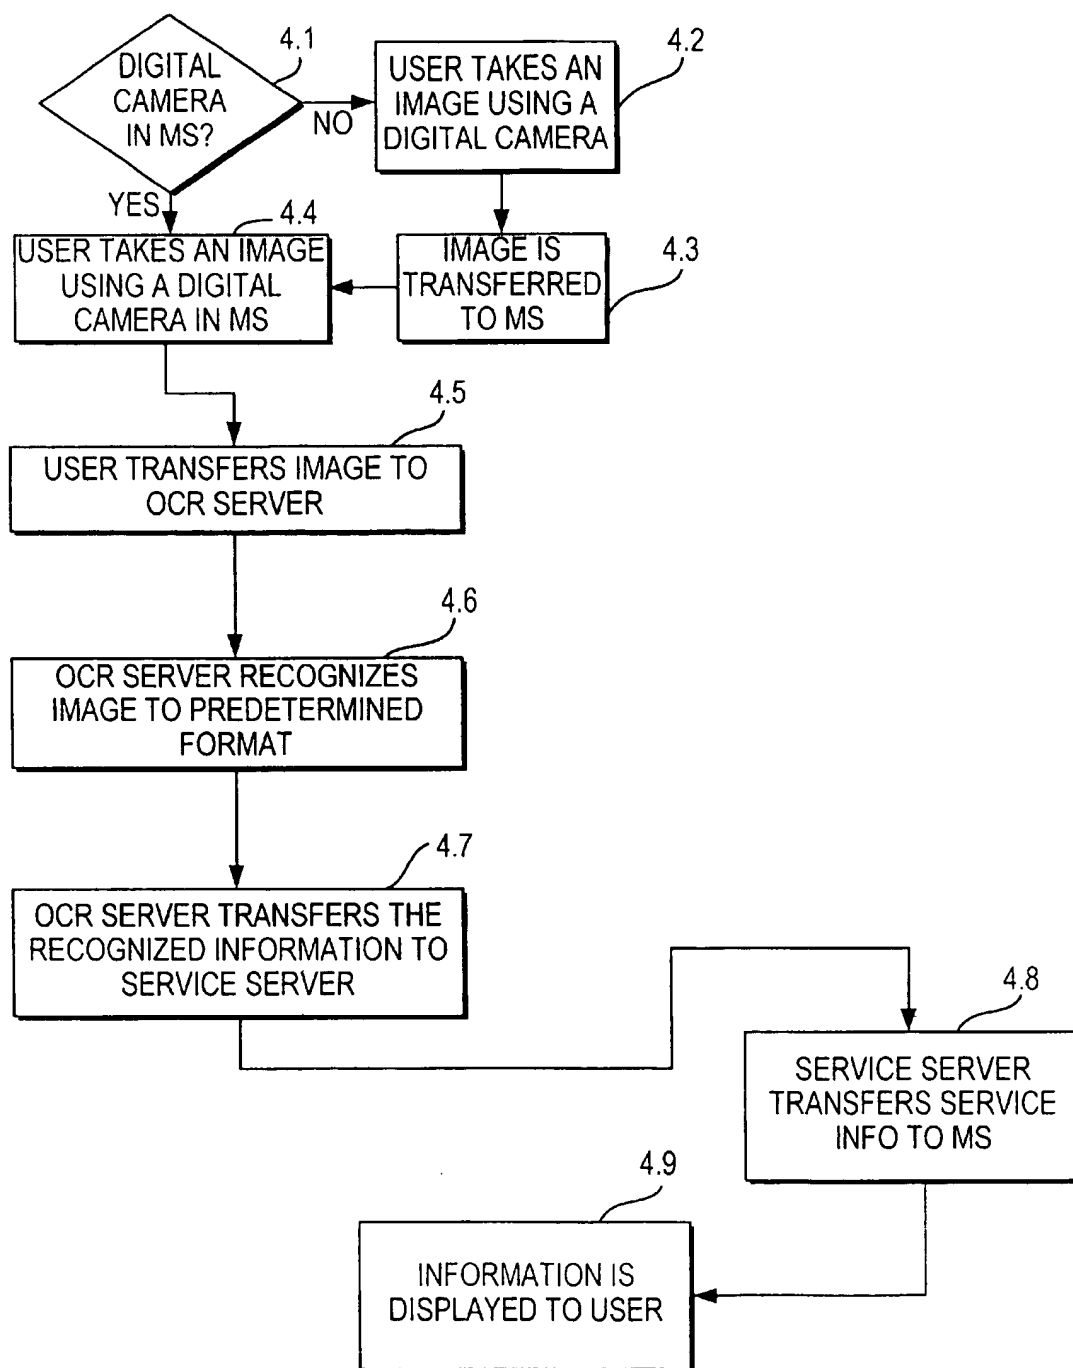 4.1
DIGITAL
CAMERA
IN MS?
NO
YES
4.2
USER TAKES AN
IMAGE USING A
DIGITAL CAMERA
4.3
IMAGE IS
TRANSFERRED
TO MS
4.4
USER TAKES AN IMAGE
USING A DIGITAL
CAMERA IN MS
4.5
USER TRANSFERS IMAGE TO
OCR SERVER
4.6
OCR SERVER RECOGNIZES
IMAGE TO PREDETERMINED
FORMAT
4.7
OCR SERVER TRANSFERS THE
RECOGNIZED INFORMATION TO
SERVICE SERVER
4.8
SERVICE SERVER
TRANSFERS SERVICE
INFO TO MS
4.9
INFORMATION IS
DISPLAYED TO USER